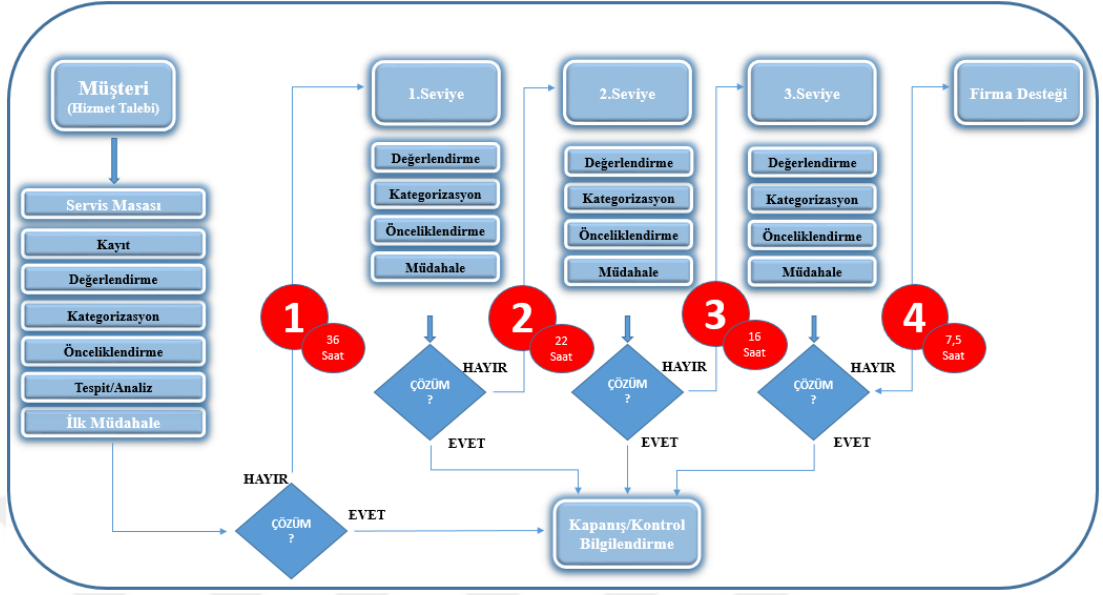 Müşteri
(Hizmet Talebi)
Servis Masası
Kayıt
Değerlendirme
Kategorizasyon
Önceliklendirme
Tespit/Analiz
İlk Müdahale
ÇÖZÜM
?
HAYIR
EVET
1
36
Saat
1.Seviye
Değerlendirme
Kategorizasyon
Önceliklendirme
Müdahale
ÇÖZÜM
?
HAYIR
EVET
2
22
Saat
2.Seviye
Değerlendirme
Kategorizasyon
Önceliklendirme
Müdahale
ÇÖZÜM
?
HAYIR
EVET
3
16
Saat
3.Seviye
Değerlendirme
Kategorizasyon
Önceliklendirme
Müdahale
ÇÖZÜM
?
HAYIR
EVET
4
7,5
Saat
Firma Desteği
Kapanış/Kontrol
Bilgilendirme